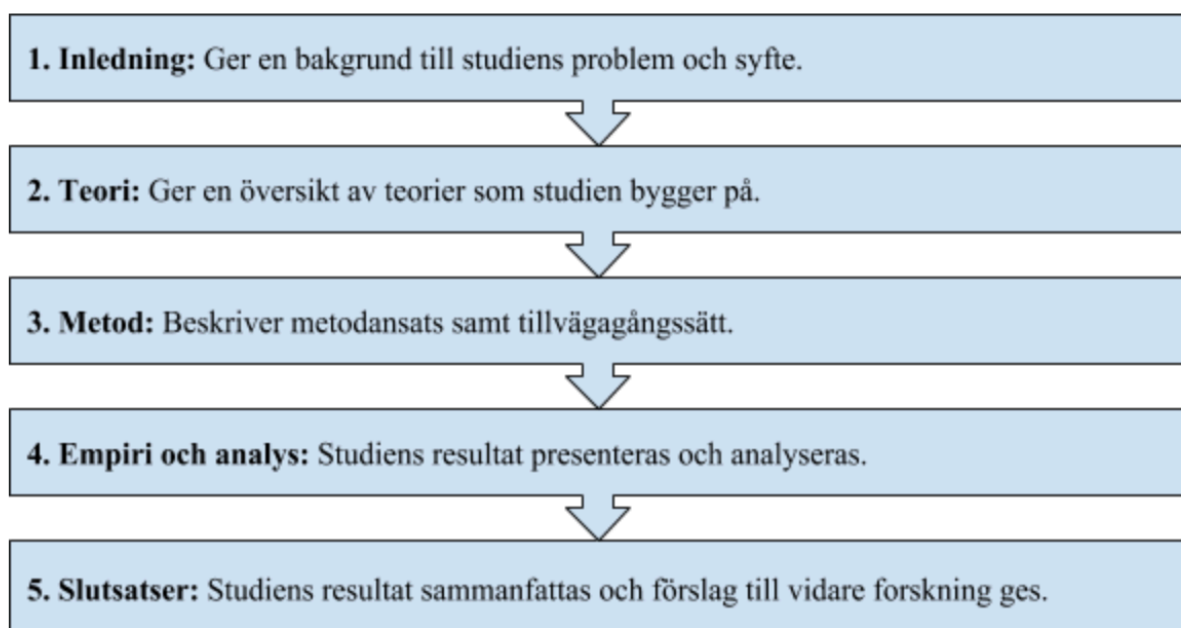 1. Inledning: Ger en bakgrund till studiens problem och syfte.
2. Teori: Ger en översikt av teorier som studien bygger på.
3. Metod: Beskriver metodansats samt tillvägagångssätt.
4. Empiri och analys: Studiens resultat presenteras och analyseras.
5. Slutsatser: Studiens resultat sammanfattas och förslag till vidare forskning ges.